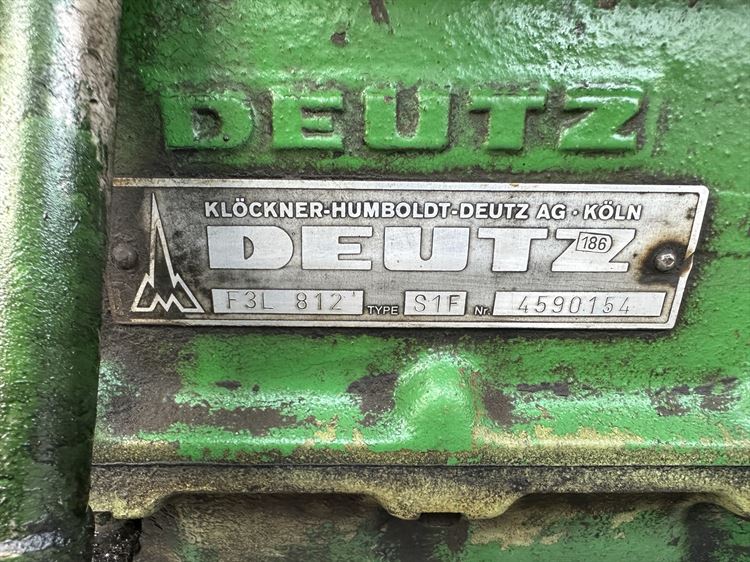 DEUTZ
KLÖCKNER-HUMBOLDT-DEUTZ AG · KÖLN
DEUTZ 186
F3L 812 TYPE S1F Nr. 4590154